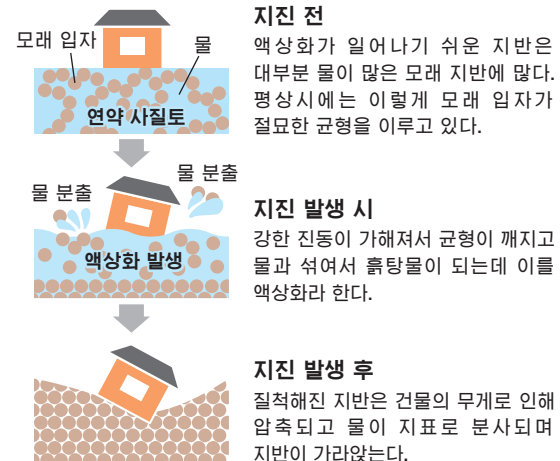 지진 전
모래 입자
물
액상화가 일어나기 쉬운 지반은
대부분 물이 많은 모래 지반에 많다.
평상시에는 이렇게 모래 입자가
절묘한 균형을 이루고 있다.
연약 사질토
물 분출
물 분출
지진 발생 시
강한 진동이 가해져서 균형이 깨지고
물과 섞여서 흙탕물이 되는데 이를
액상화라 한다.
액상화 발생
지진 발생 후
질척해진 지반은 건물의 무게로 인해
압축되고 물이 지표로 분사되며
지반이 가라앉는다.